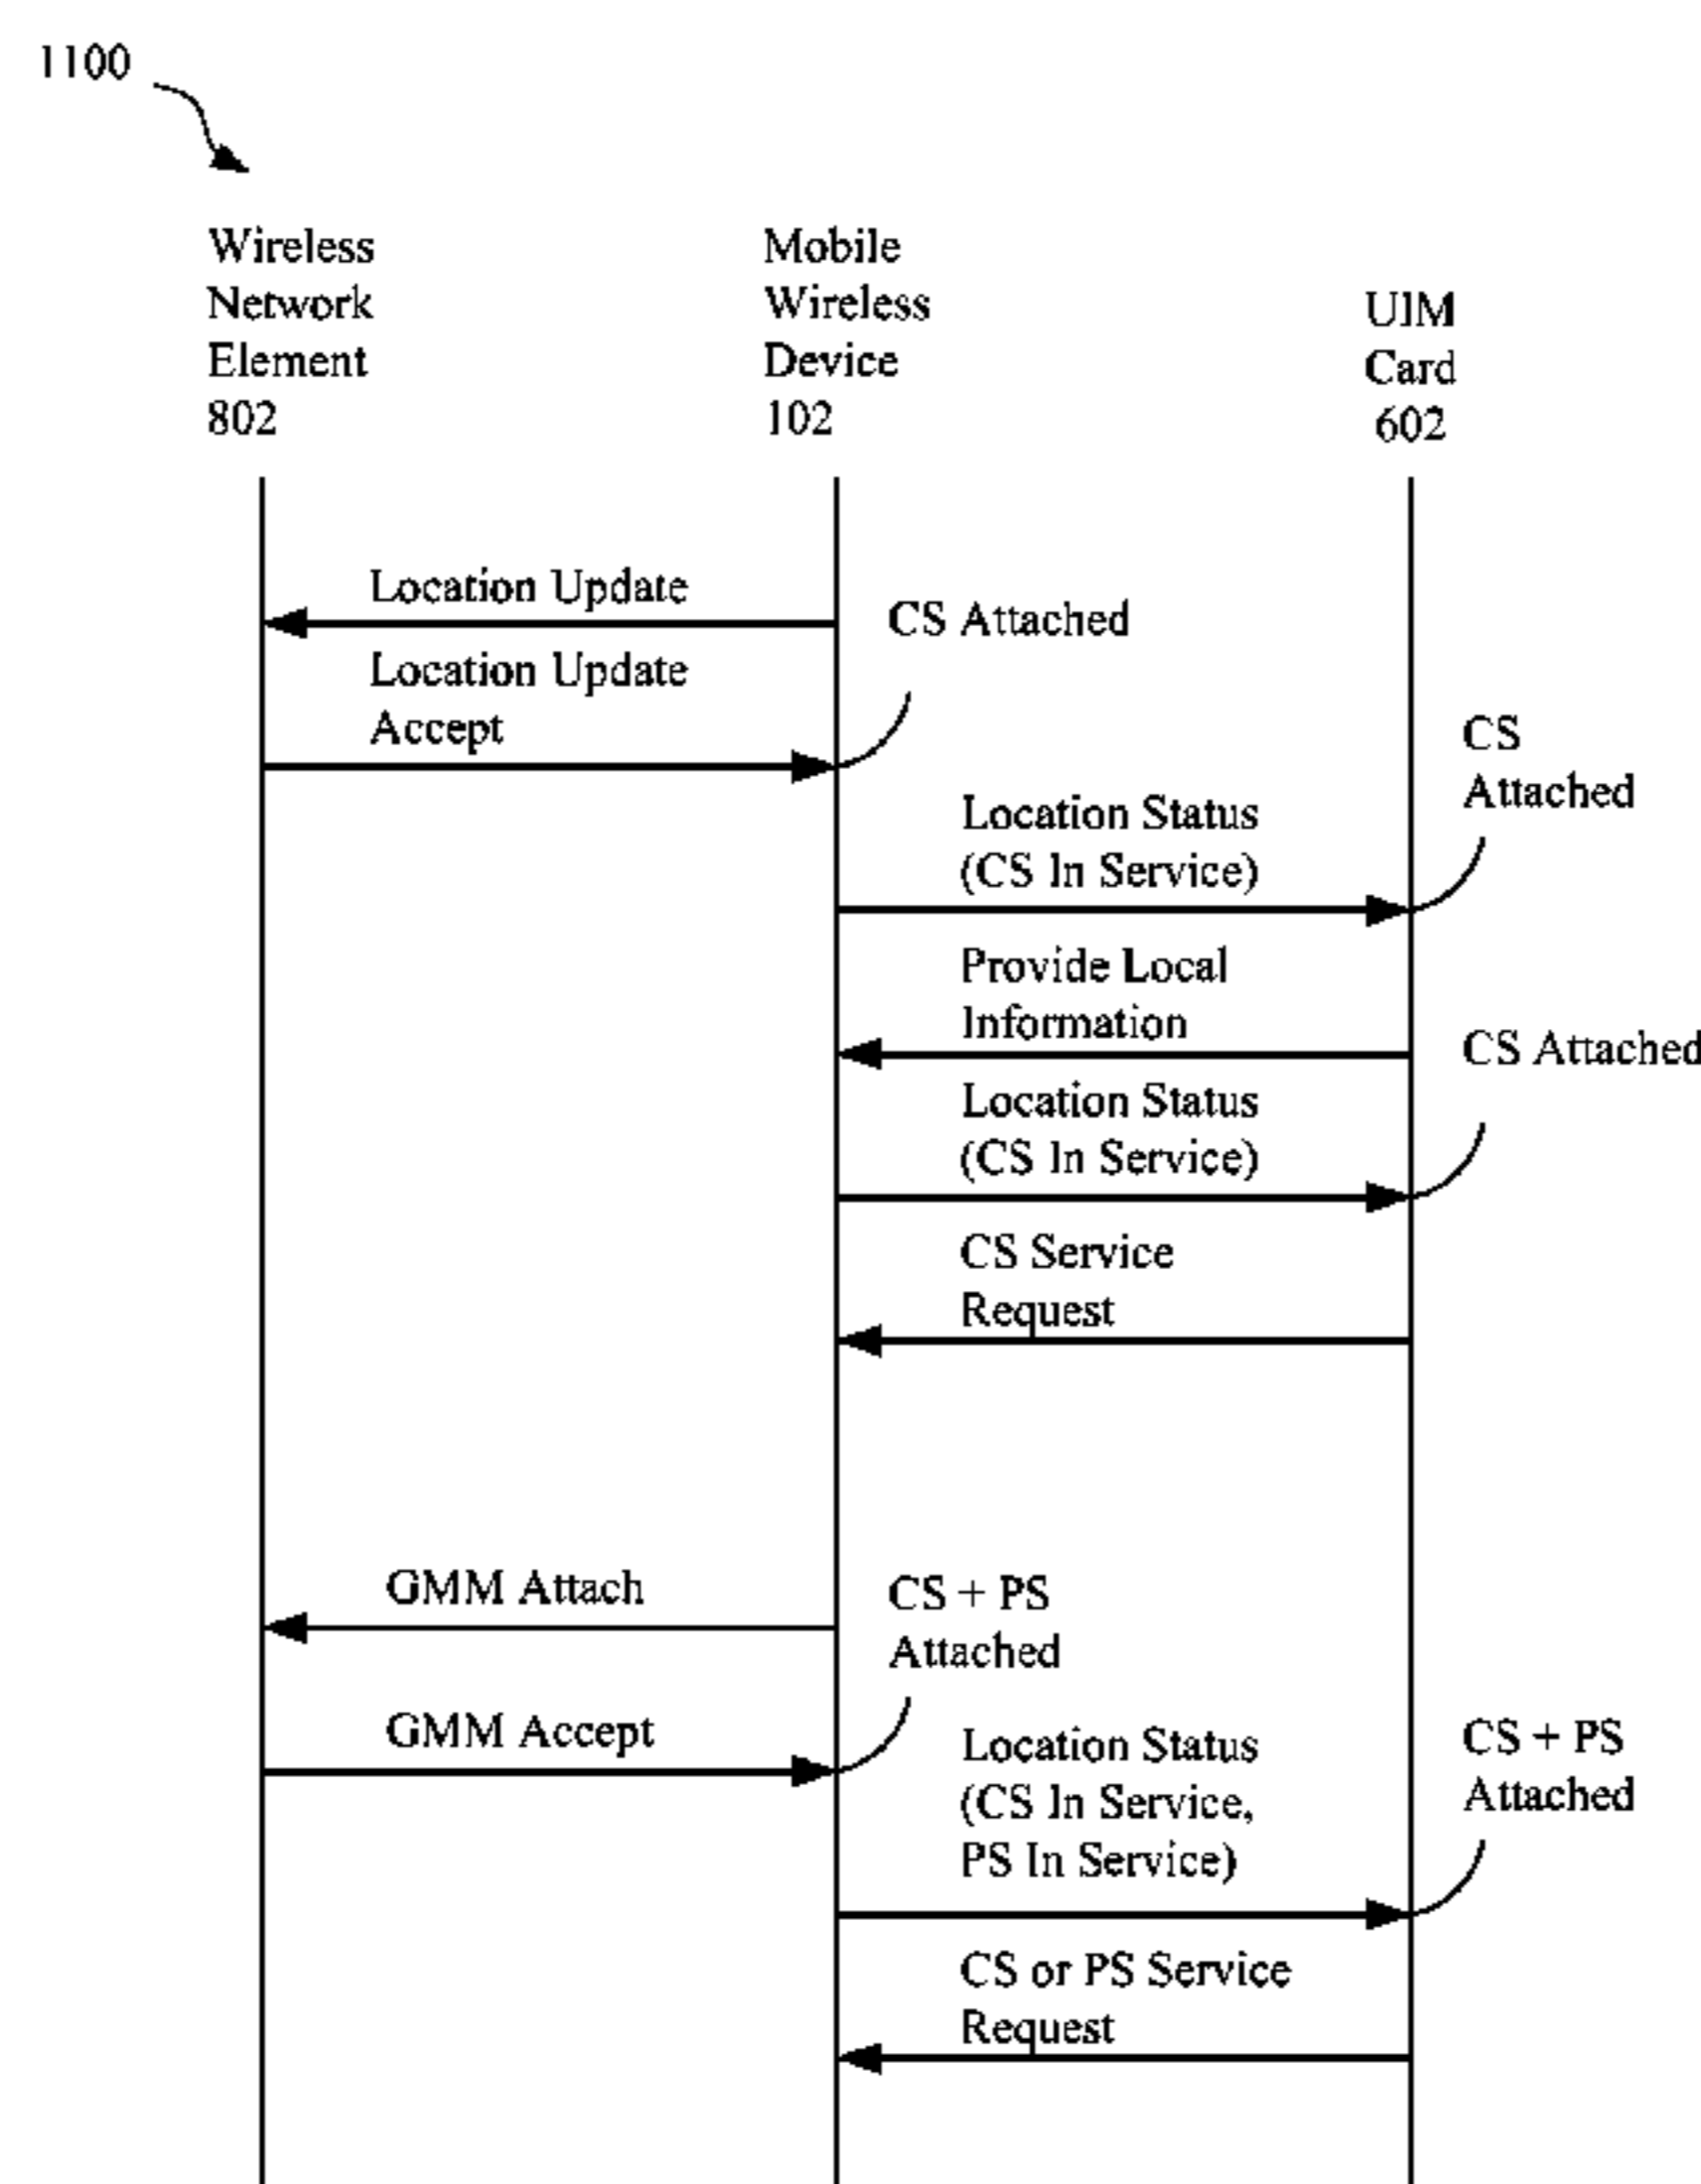 1100
Wireless
Network
Element
802
Mobile
Wireless
Device
102
UIM
Card
602
Location Update
CS Attached
Location Update
Accept
CS
Attached
Location Status
(CS In Service)
Provide Local
Information
CS Attached
Location Status
(CS In Service)
CS Service
Request
GMM Attach
CS + PS
Attached
GMM Accept
Location Status
(CS In Service,
PS In Service)
CS + PS
Attached
CS or PS Service
Request